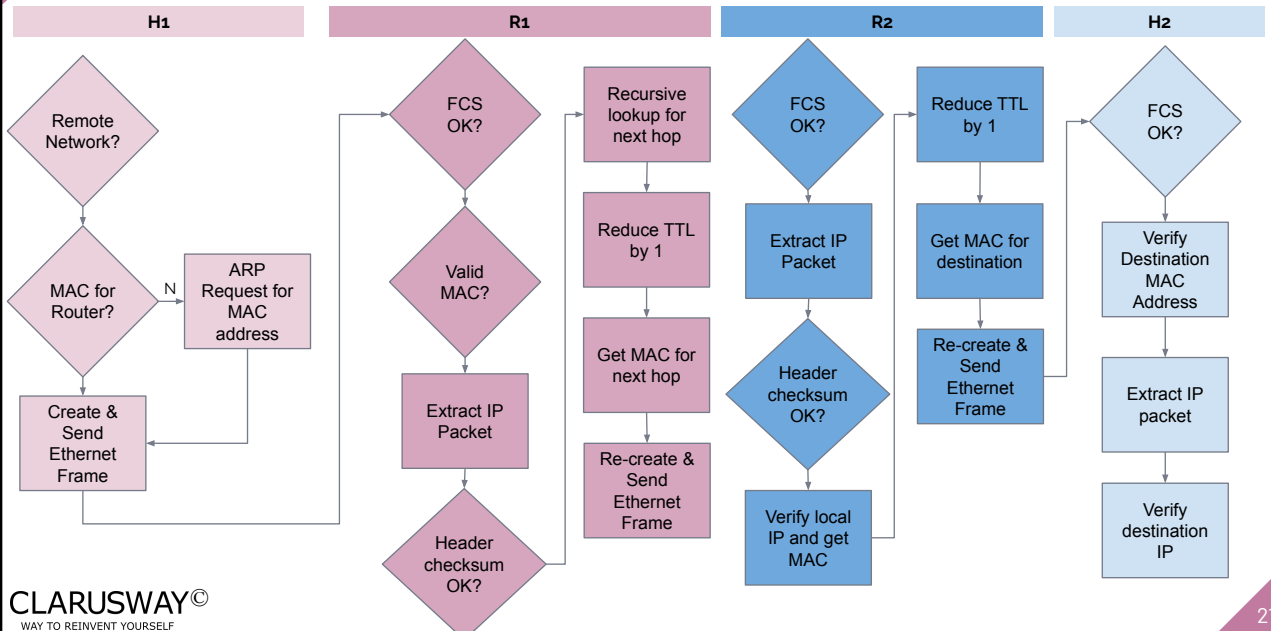 H1
Remote
Network?
MAC for
Router?
N
ARP
Request for
MAC
address
Create &
Send
Ethernet
Frame
R1
FCS
OK?
Valid
MAC?
Extract IP
Packet
Header
checksum
OK?
Recursive
lookup for
next hop
Reduce TTL
by 1
Get MAC for
next hop
Re-create &
Send
Ethernet
Frame
R2
FCS
OK?
Extract IP
Packet
Header
checksum
OK?
Verify local
IP and get
MAC
Reduce TTL
by 1
Get MAC for
destination
Re-create &
Send
Ethernet
Frame
H2
FCS
OK?
Verify
Destination
MAC
Address
Extract IP
packet
Verify
destination
IP
CLARUSWAY©
WAY TO REINVENT YOURSELF